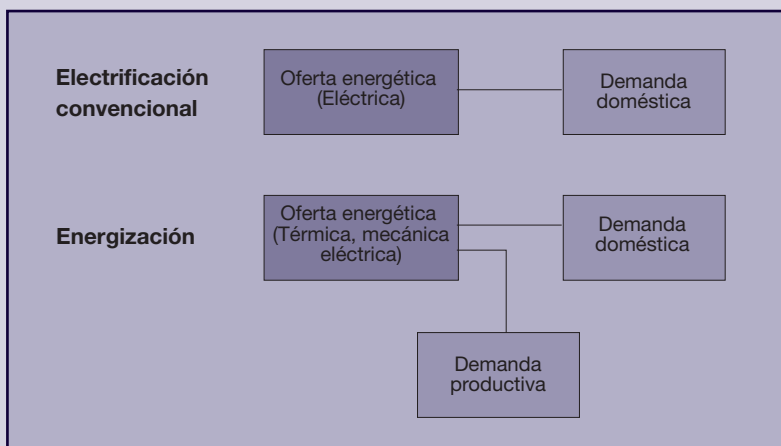 Electrificación
convencional
Oferta energética
(Eléctrica)
Demanda
doméstica
Energización
Oferta energética
(Térmica, mecánica
eléctrica)
Demanda
doméstica
Demanda
productiva